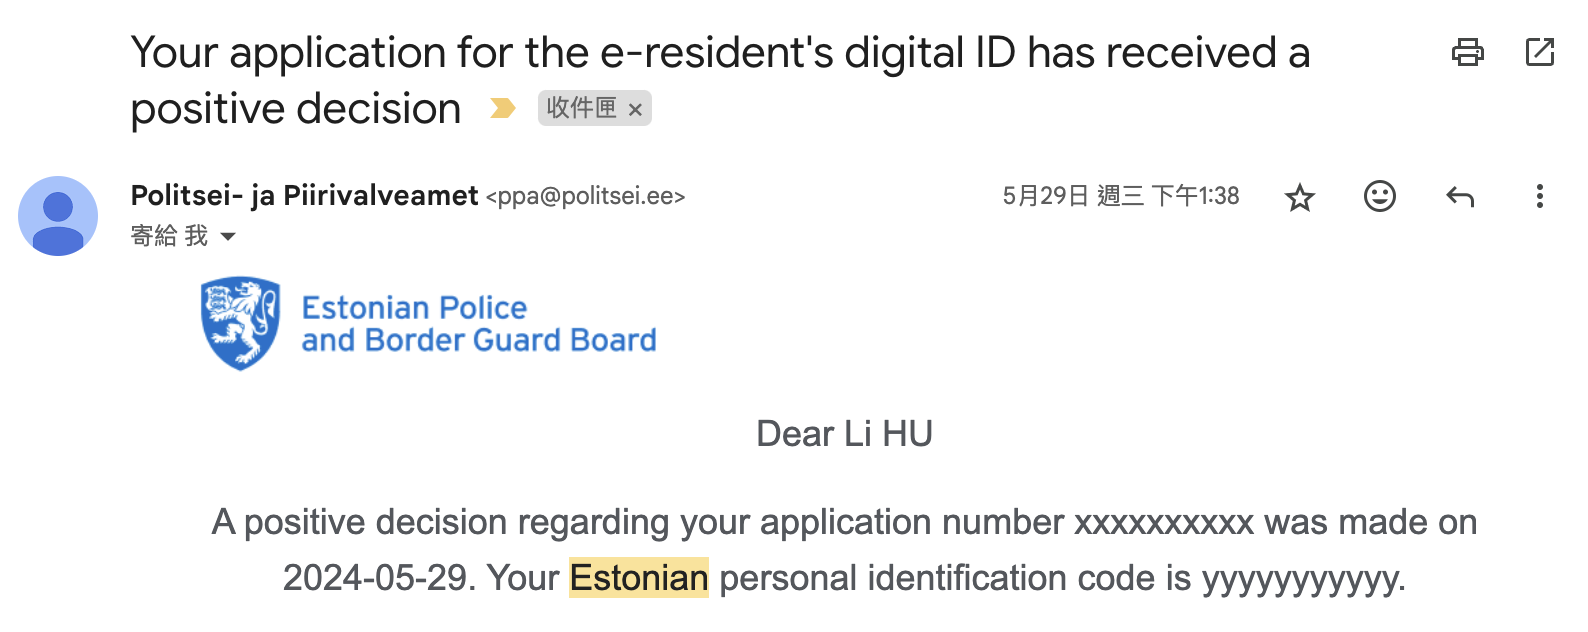 Your application for the e-resident's digital ID has received a
positive decision 收件匣 ×
Politsei- ja Piirivalveamet <ppa@politsei.ee> 5月29日 週三 下午1:38
寄給 我
Estonian Police
and Border Guard Board
Dear Li HU
A positive decision regarding your application number xxxxxxxxxx was made on
2024-05-29. Your Estonian personal identification code is yyyyyyyyyyy.